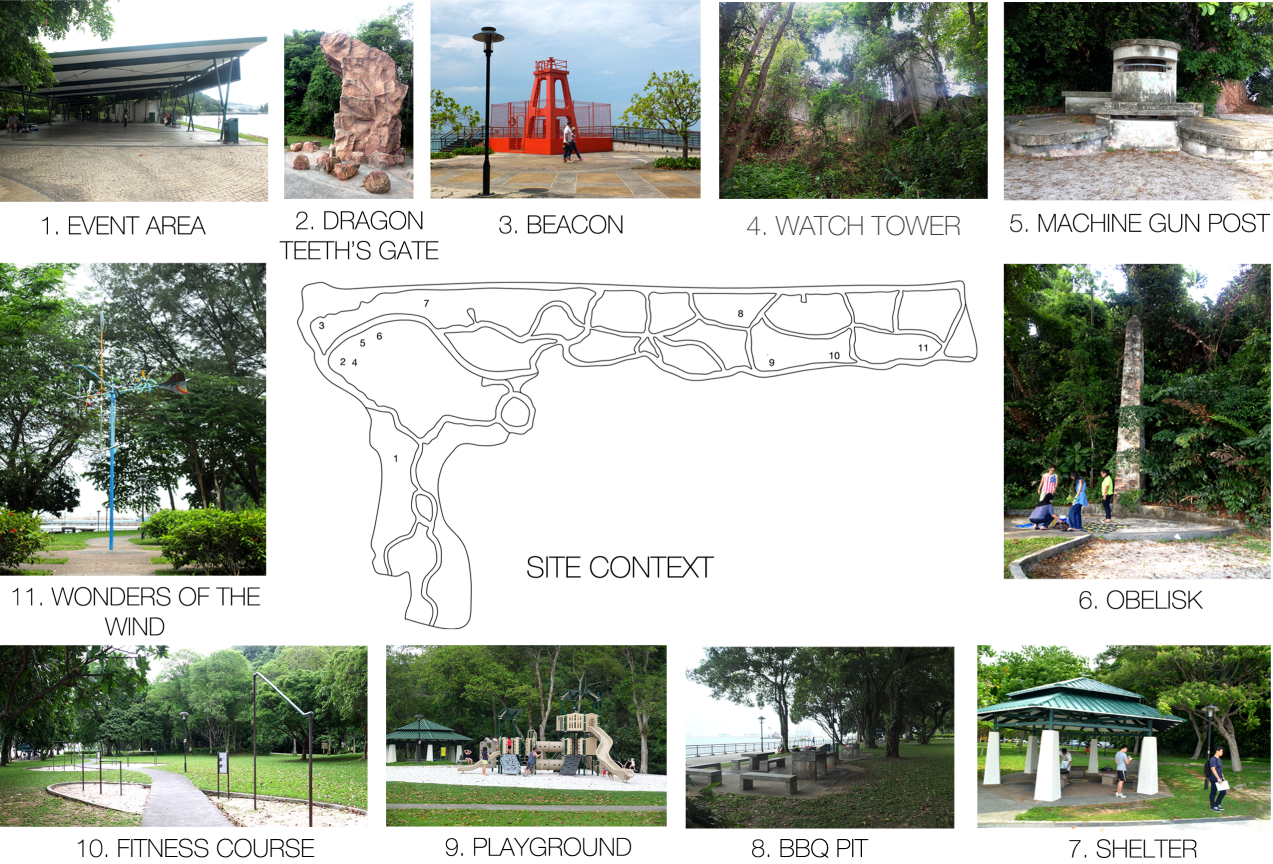 1. EVENT AREA
2. DRAGON
TEETH'S GATE
3. BEACON
4. WATCH TOWER
5. MACHINE GUN POST
7
8
3
6
5
2 4
9
10
11
1
SITE CONTEXT
11. WONDERS OF THE
WIND
6. OBELISK
10. FITNESS COURSE
9. PLAYGROUND
8. BBQ PIT
7. SHELTER